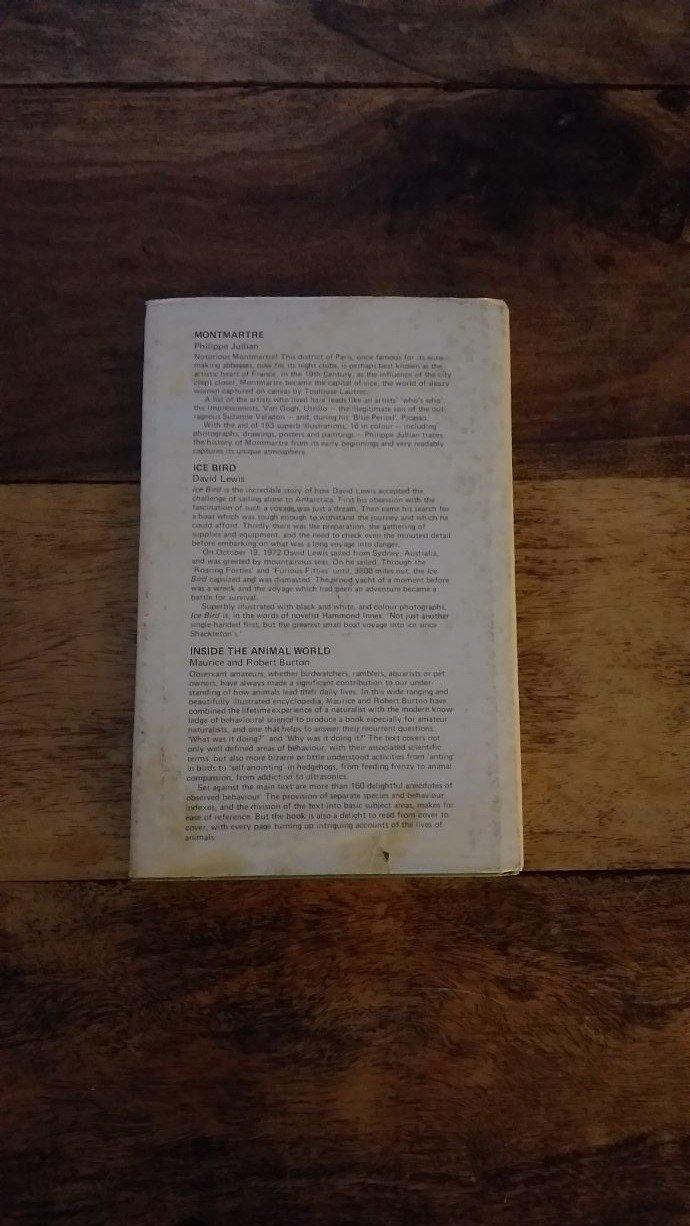 MONTMARTRE
Philippe Jullian
Notorious Montmartre! This district of Paris, once famous for its wine-
making abbesses, now for its night clubs, is perhaps best known as the
artistic heart of France. In the 19th Century, as the influence of the city
crept closer, Montmartre became the capital of vice, the world of sleazy
women captured on canvas by Toulouse-Lautrec.
A list of the artists who lived here reads like an artists' 'who's who'
the Impressionists, Van Gogh, Utrillo – the illegitimate son of the out-
rageous Suzanne Valadon – and, during his 'Blue Period', Picasso.
With the aid of 193 superb illustrations, 16 in colour – including
photographs, drawings, posters and paintings – Philippe Jullian traces
the history of Montmartre from its early beginnings and very readably
captures its unique atmosphere.
ICE BIRD
David Lewis
Ice Bird is the incredible story of how David Lewis accepted the
challenge of sailing alone to Antarctica. First his obsession with the
fascination of such a voyage was just a dream. Then came his search for
a boat which was tough enough to withstand the journey and which he
could afford. Thirdly there was the preparation, the gathering of
supplies and equipment, and the need to check even the minutest detail
before embarking on what was a long voyage into danger.
On October 19, 1972 David Lewis sailed from Sydney, Australia,
and was greeted by mountainous seas. On he sailed. Through the
'Roaring Forties' and 'Furious Fifties' until, 3600 miles out, the Ice
Bird capsized and was dismasted. The proud yacht of a moment before
was a wreck and the voyage which had been an adventure became a
battle for survival.
Superbly illustrated with black and white, and colour photographs,
Ice Bird is, in the words of novelist Hammond Innes, 'Not just another
single-handed first, but the greatest small boat voyage into ice since
Shackleton's.'
INSIDE THE ANIMAL WORLD
Maurice and Robert Burton
Observant amateurs, whether birdwatchers, ramblers, aquarists or pet
owners, have always made a significant contribution to our under-
standing of how animals lead their daily lives. In this wide ranging and
beautifully illustrated encyclopedia, Maurice and Robert Burton have
combined the lifetime experience of a naturalist with the modern know-
ledge of behavioural science to produce a book especially for amateur
naturalists, and one that helps to answer their recurrent questions,
'What was it doing?' and 'Why was it doing it?' The text covers not
only well defined areas of behaviour, with their associated scientific
terms, but also more bizarre or little understood activities from 'anting'
in birds to 'self-anointing' in hedgehogs, from feeding frenzy to animal
compassion, from addiction to ultrasonics.
Set against the main text are more than 160 delightful anecdotes of
observed behaviour. The provision of separate species and behaviour
indexes, and the division of the text into basic subject areas, makes for
ease of reference. But the book is also a delight to read from cover to
cover, with every page turning up intriguing accounts of the lives of
animals.